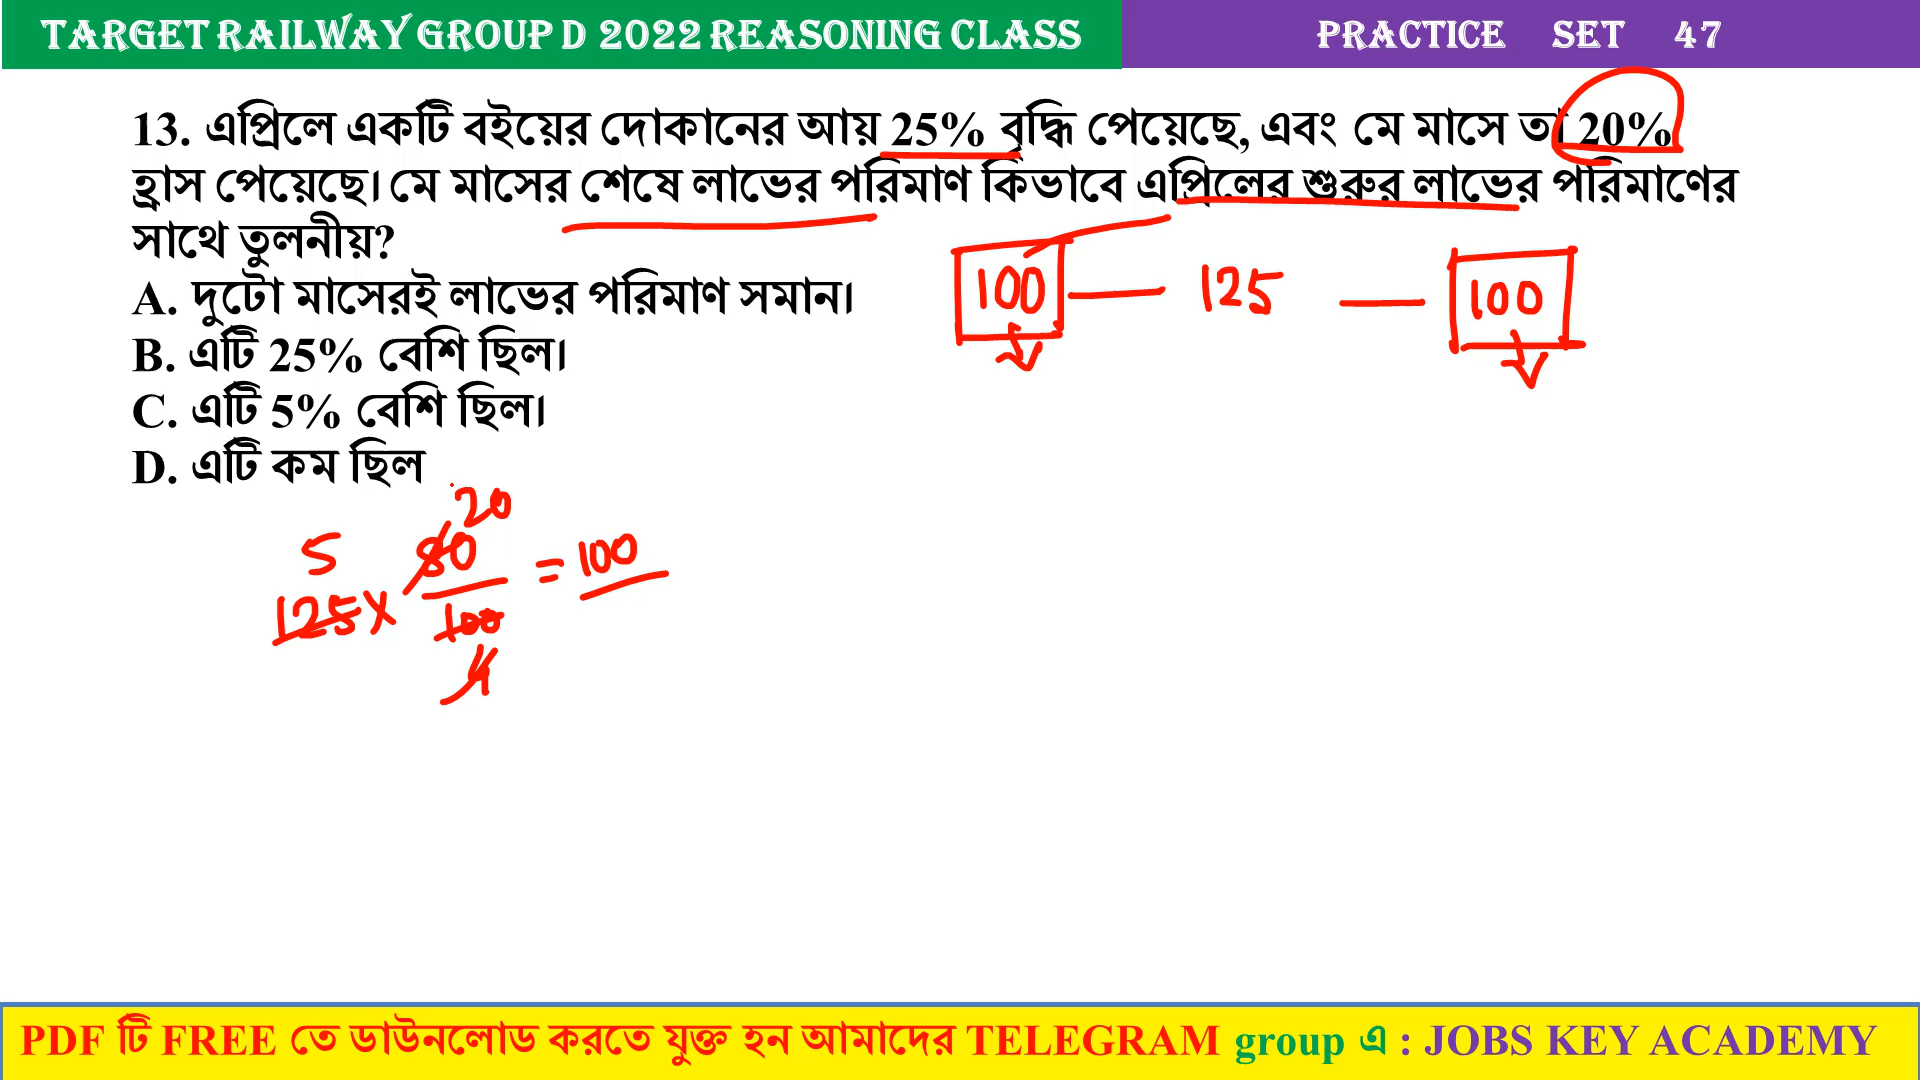 TARGET RAILWAY GROUP D 2022 REASONING CLASS
PRACTICE SET 47
13. এপ্রিলে একটি বইয়ের দোকানের আয় 25% বৃদ্ধি পেয়েছে, এবং মে মাসে তা 20%
হ্রাস পেয়েছে। মে মাসের শেষে লাভের পরিমাণ কিভাবে এপ্রিলের শুরুর লাভের পরিমাণের
সাথে তুলনীয়?
100 — 125 — 100
A. দুটো মাসেরই লাভের পরিমাণ সমান।
B. এটি 25% বেশি ছিল।
C. এটি 5% বেশি ছিল।
D. এটি কম ছিল
20
5 80
125 x = 100
100
4
PDF টি FREE তে ডাউনলোড করতে যুক্ত হন আমাদের TELEGRAM group এ : JOBS KEY ACADEMY